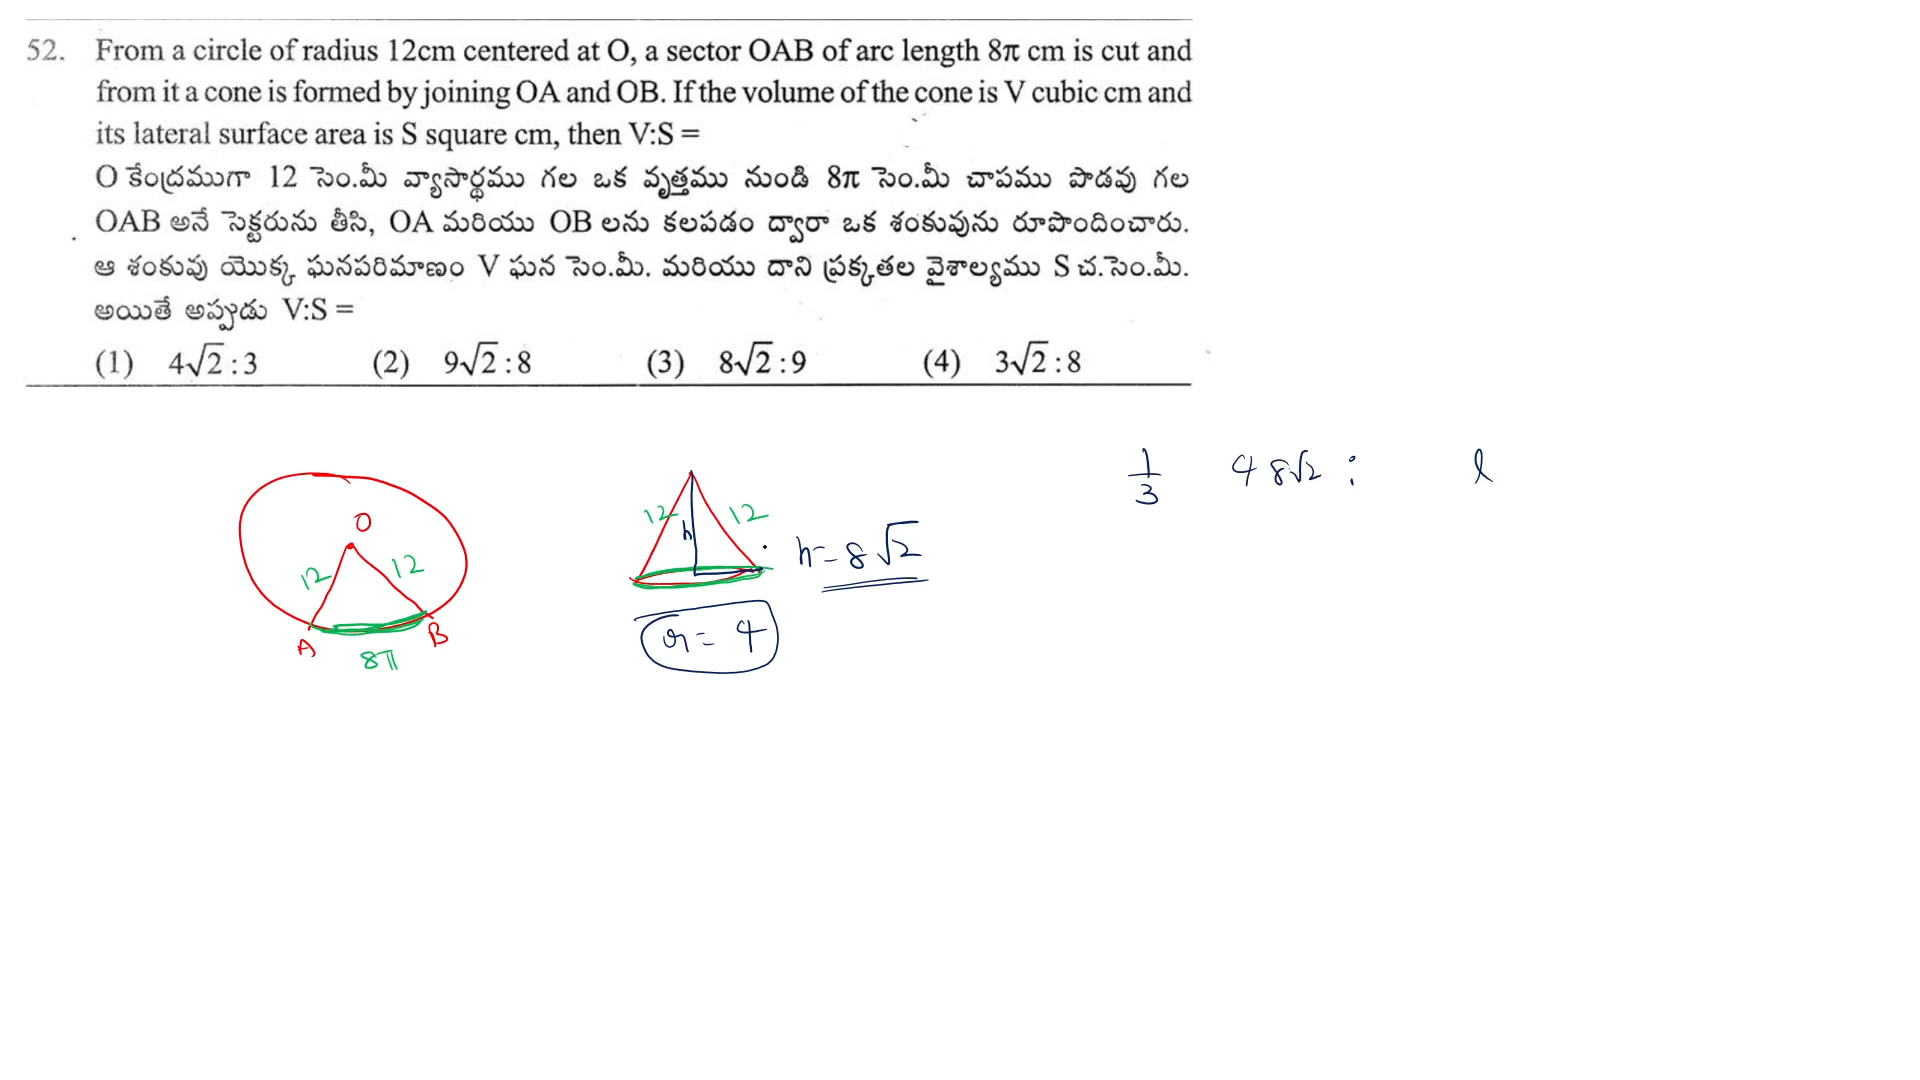 52. From a circle of radius 12cm centered at O, a sector OAB of arc length 8π cm is cut and
from it a cone is formed by joining OA and OB. If the volume of the cone is V cubic cm and
its lateral surface area is S square cm, then V:S =
O కేంద్రముగా 12 సెం.మీ వ్యాసార్థము గల ఒక వృత్తము నుండి 8π సెం.మీ చాపము పొడవు గల
OAB అనే సెక్టరును తీసి, OA మరియు OB లను కలపడం ద్వారా ఒక శంకువును రూపొందించారు.
ఆ శంకువు యొక్క ఘనపరిమాణం V ఘన సెం.మీ. మరియు దాని ప్రక్కతల వైశాల్యము S చ.సెం.మీ.
అయితే అప్పుడు V:S =
(1) 4√2 : 3 (2) 9√2 : 8 (3) 8√2 : 9 (4) 3√2 : 8
1/3 4 8√2 : l
O
12 12
A B
8π
12 12
h
h = 8√2
r = 4